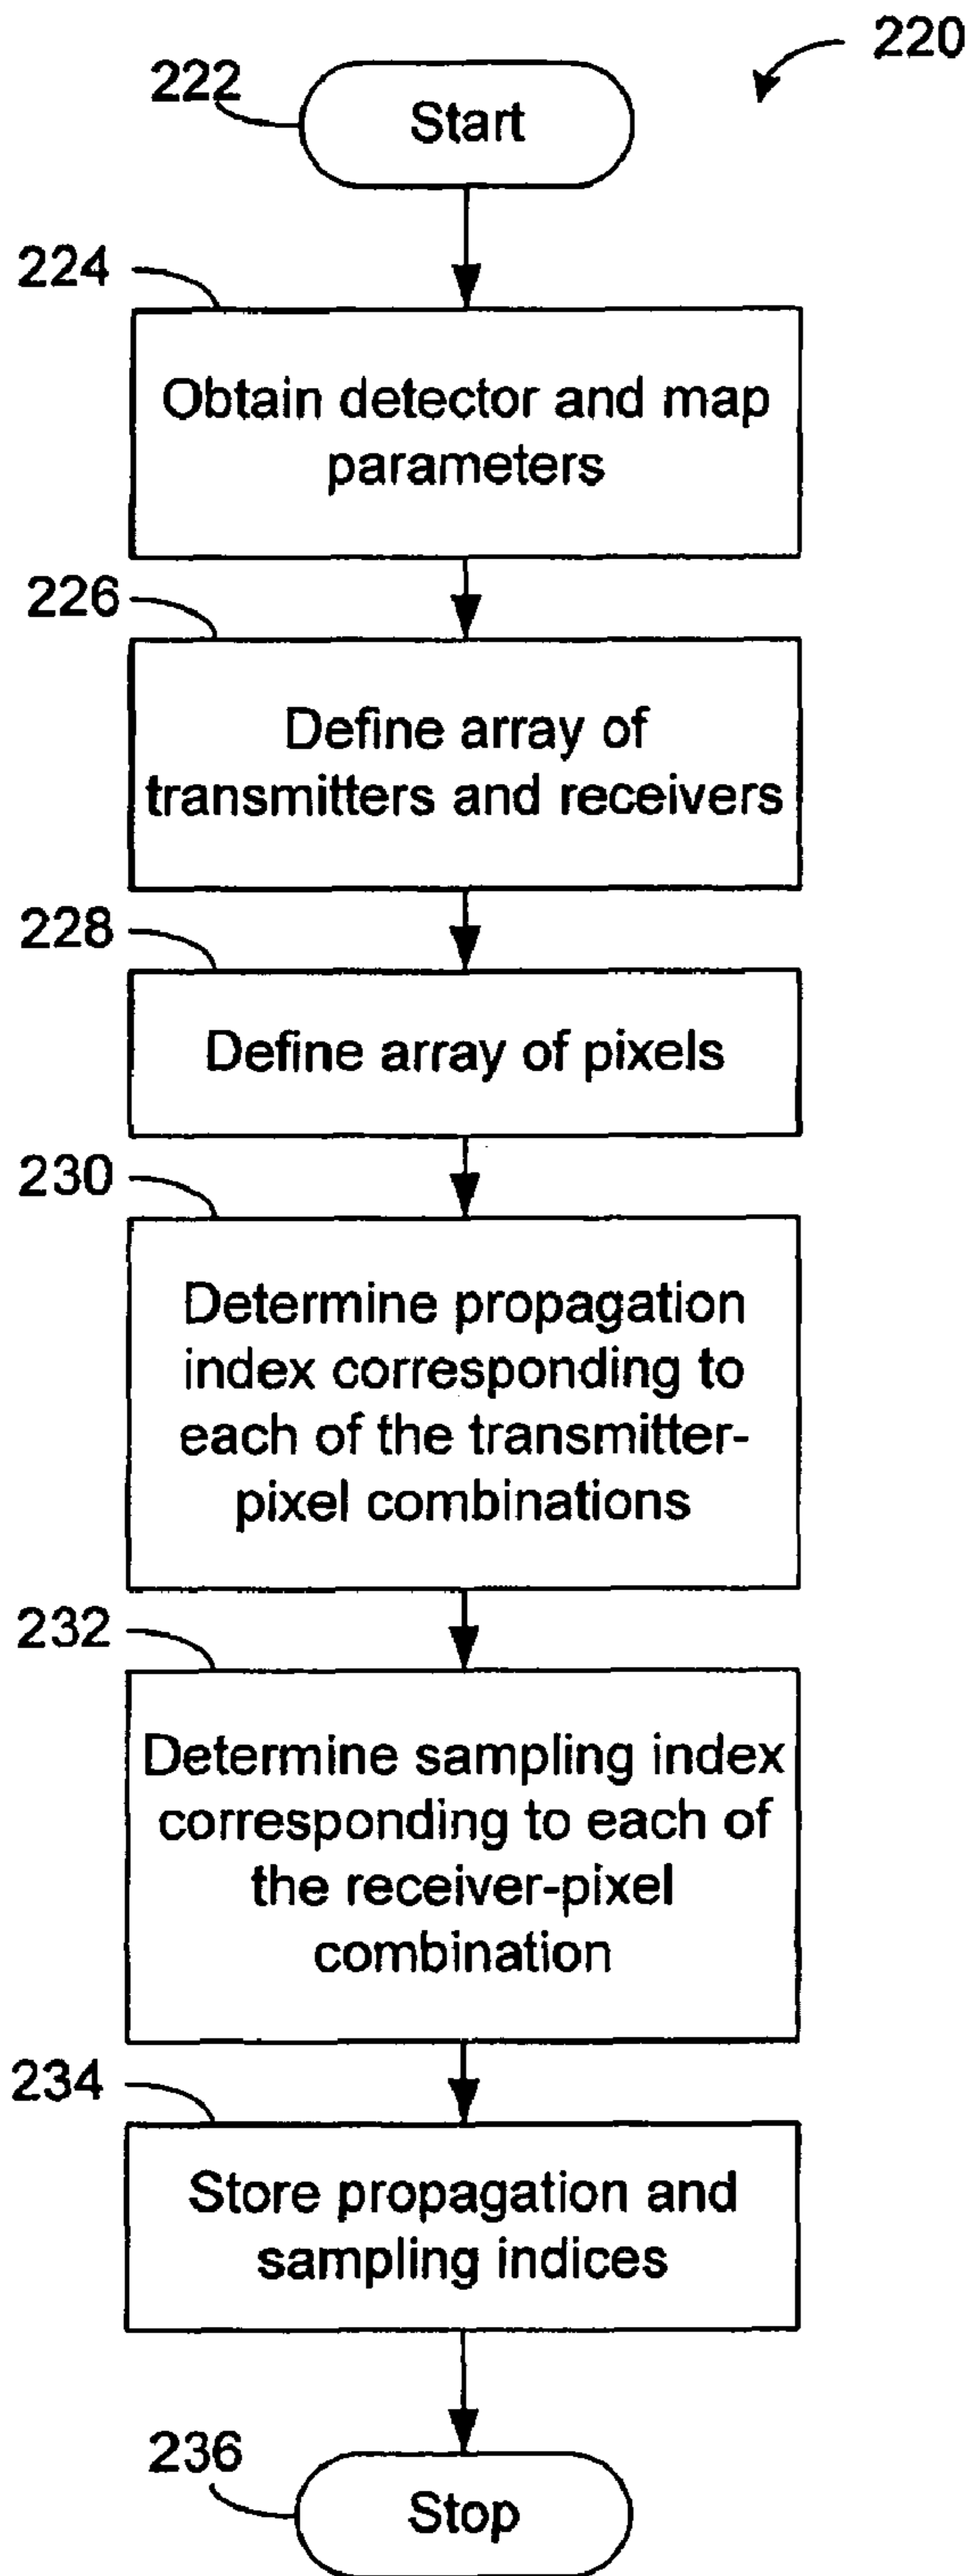 220
222
Start
224
Obtain detector and map
parameters
226
Define array of
transmitters and receivers
228
Define array of pixels
230
Determine propagation
index corresponding to
each of the transmitter-
pixel combinations
232
Determine sampling index
corresponding to each of
the receiver-pixel
combination
234
Store propagation and
sampling indices
236
Stop